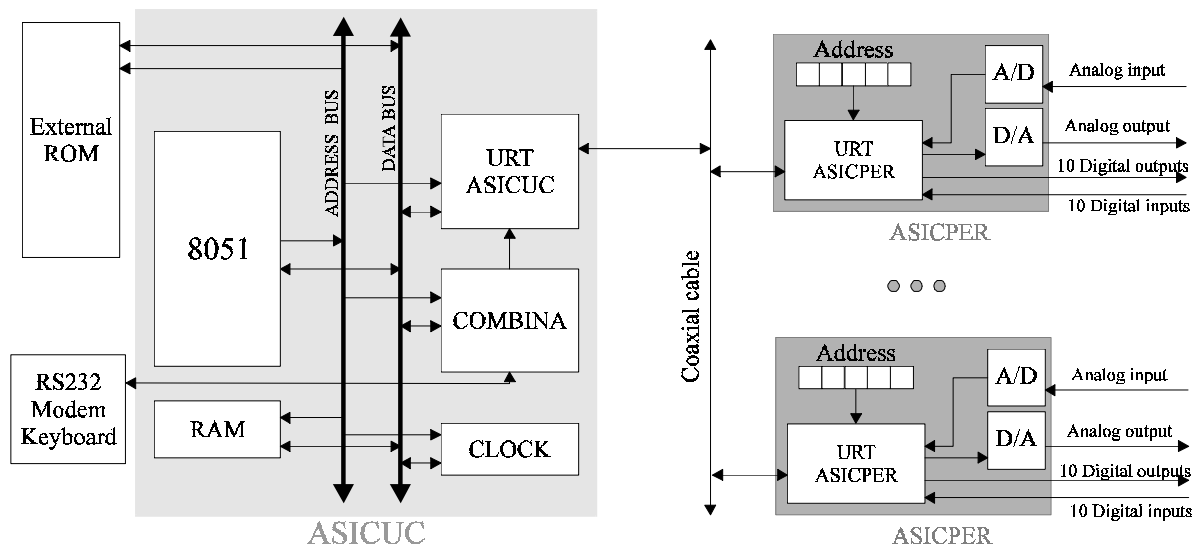 External
ROM
8051
ADDRESS BUS
DATA BUS
URT
ASICUC
COMBINA
RS232
Modem
Keyboard
RAM
CLOCK
ASICUC
Coaxial cable
Address
A/D
Analog input
D/A
Analog output
URT
ASICPER
10 Digital outputs
10 Digital inputs
ASICPER
Address
A/D
Analog input
D/A
Analog output
URT
ASICPER
10 Digital outputs
10 Digital inputs
ASICPER